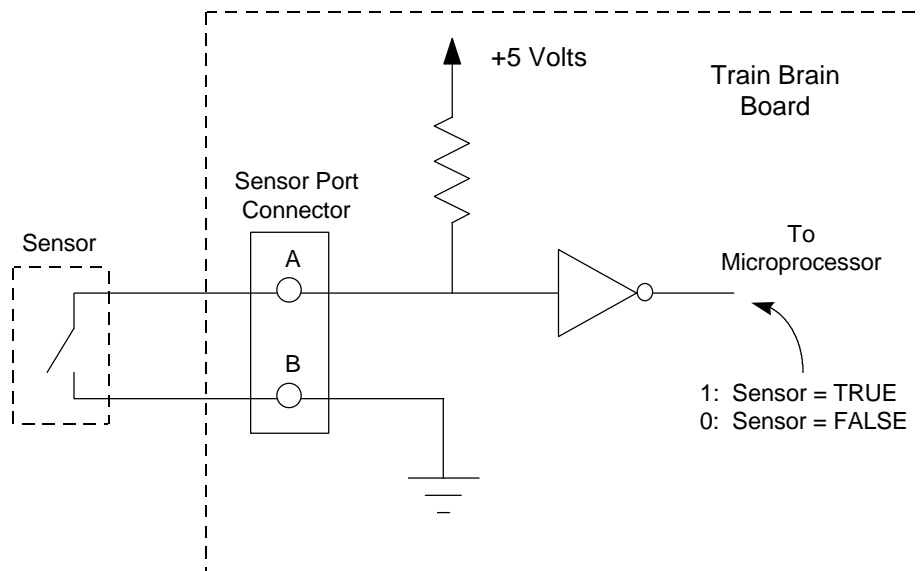 +5 Volts
Train Brain
Board
Sensor Port
Connector
Sensor
A
To
Microprocessor
B
1: Sensor = TRUE
0: Sensor = FALSE